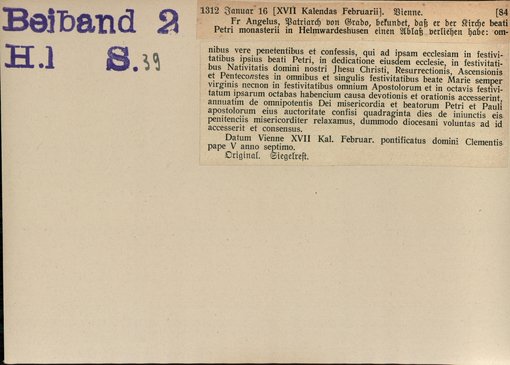 Beiband 2
H.1 S. 39
1312 Januar 16 [XVII Kalendas Februarii]. Vienne. [84
Fr Angelus, Patriarch von Grado, bekundet, daß er der Kirche beati
Petri monasterii in Helmwardeshusen einen Ablaß verliehen habe: om-
nibus vere penetentibus et confessis, qui ad ipsam ecclesiam in festivi-
tatibus ipsius beati Petri, in dedicatione eiusdem ecclesie, in festivitati-
bus Nativitatis domini nostri Jhesu Christi, Resurrectionis, Ascensionis
et Penteconstes in omnibus et singulis festivitatibus beate Marie semper
virginis necnon in festivitatibus omnium Apostolorum et in octavis festivi-
tatum ipsarum octabas habencium causa devotionis et orationis accesserint,
annuatim de omnipotentis Dei misericordia et beatorum Petri et Pauli
apostolorum eius auctoritate confisi quadraginta dies de iniunctis eis
penitenciis misericorditer relaxamus, dummodo diocesani voluntas ad id
accesserit et consensus.
Datum Vienne XVII Kal. Februar. pontificatus domini Clementis
pape V anno septimo.
Original. Siegelrest.